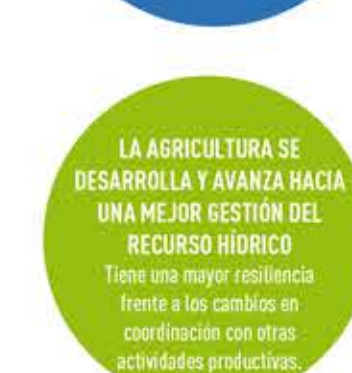 LA AGRICULTURA SE
DESARROLLA Y AVANZA HACIA
UNA MEJOR GESTIÓN DEL
RECURSO HÍDRICO
Tiene una mayor resiliencia
frente a los cambios en
coordinación con otras
actividades productivas.